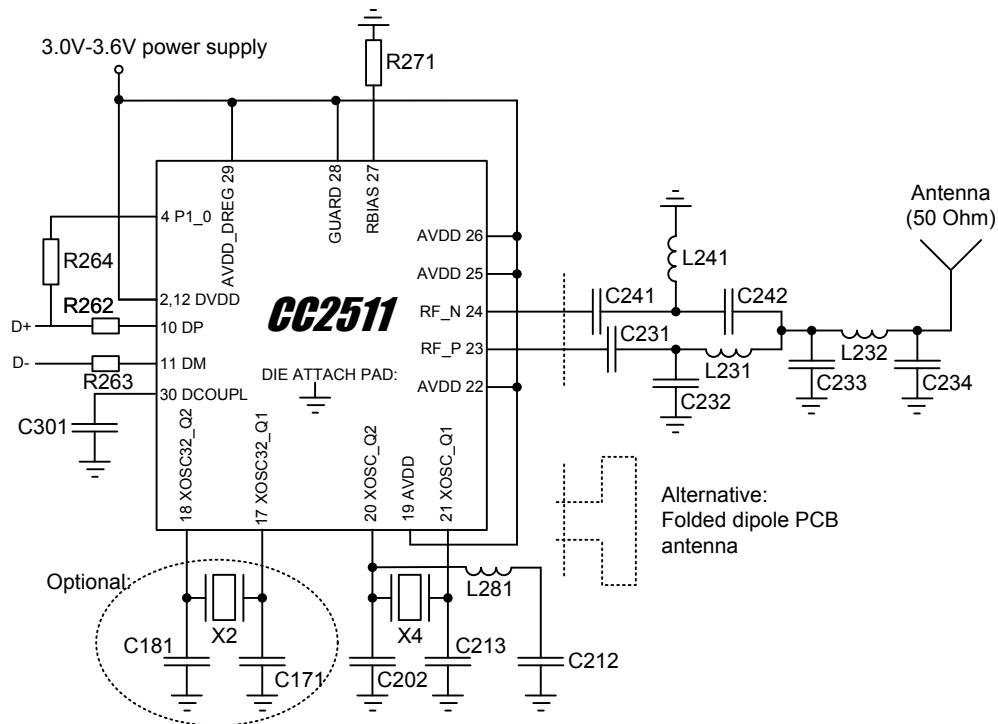 3.0V-3.6V power supply
R271
AVDD_DREG 29
GUARD 28
RBIAS 27
4 P1_0
R264
R262
2,12 DVDD
D+
10 DP
D-
11 DM
R263
30 DCOUPL
C301
CC2511
DIE ATTACH PAD:
AVDD 26
AVDD 25
RF_N 24
RF_P 23
AVDD 22
18 XOSC32_Q2
17 XOSC32_Q1
20 XOSC_Q2
19 AVDD
21 XOSC_Q1
Antenna
(50 Ohm)
L241
C241
C242
C231
L231
L232
C232
C233
C234
Alternative:
Folded dipole PCB
antenna
Optional:
X2
C181
C171
X4
L281
C202
C213
C212